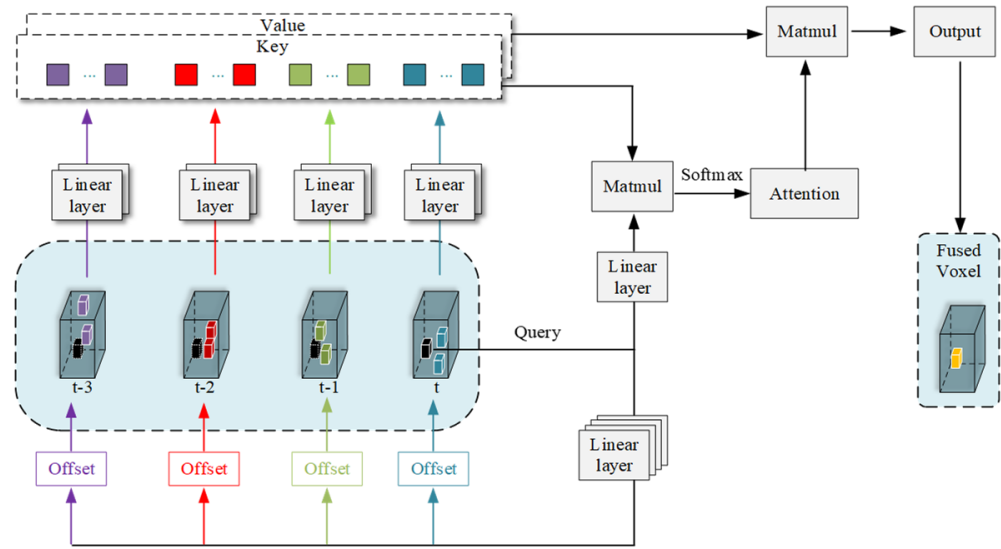 Value
Key
... ... ... ...
Matmul
Output
Linear
layer
Linear
layer
Linear
layer
Linear
layer
Matmul
Softmax
Attention
Linear
layer
Fused
Voxel
Query
t-3
t-2
t-1
t
Linear
layer
Offset
Offset
Offset
Offset